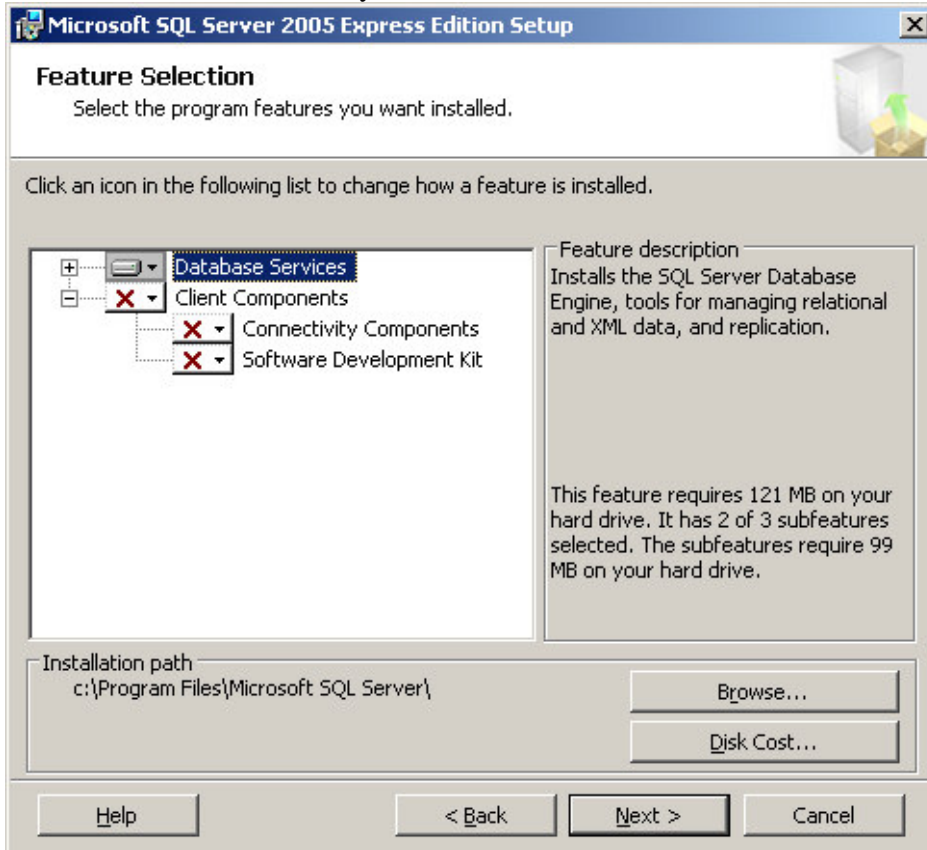 Microsoft SQL Server 2005 Express Edition Setup
Feature Selection
Select the program features you want installed.
Click an icon in the following list to change how a feature is installed.
Database Services
Client Components
Connectivity Components
Software Development Kit
Feature description
Installs the SQL Server Database
Engine, tools for managing relational
and XML data, and replication.
This feature requires 121 MB on your
hard drive. It has 2 of 3 subfeatures
selected. The subfeatures require 99
MB on your hard drive.
Installation path
c:\Program Files\Microsoft SQL Server\
Browse...
Disk Cost...
Help
< Back
Next >
Cancel